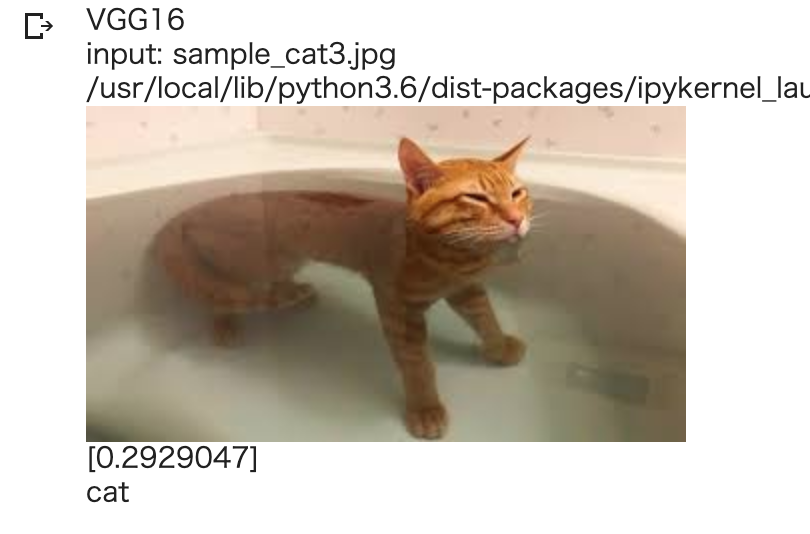 VGG16
input: sample_cat3.jpg
/usr/local/lib/python3.6/dist-packages/ipykernel_lau
[0.2929047]
cat